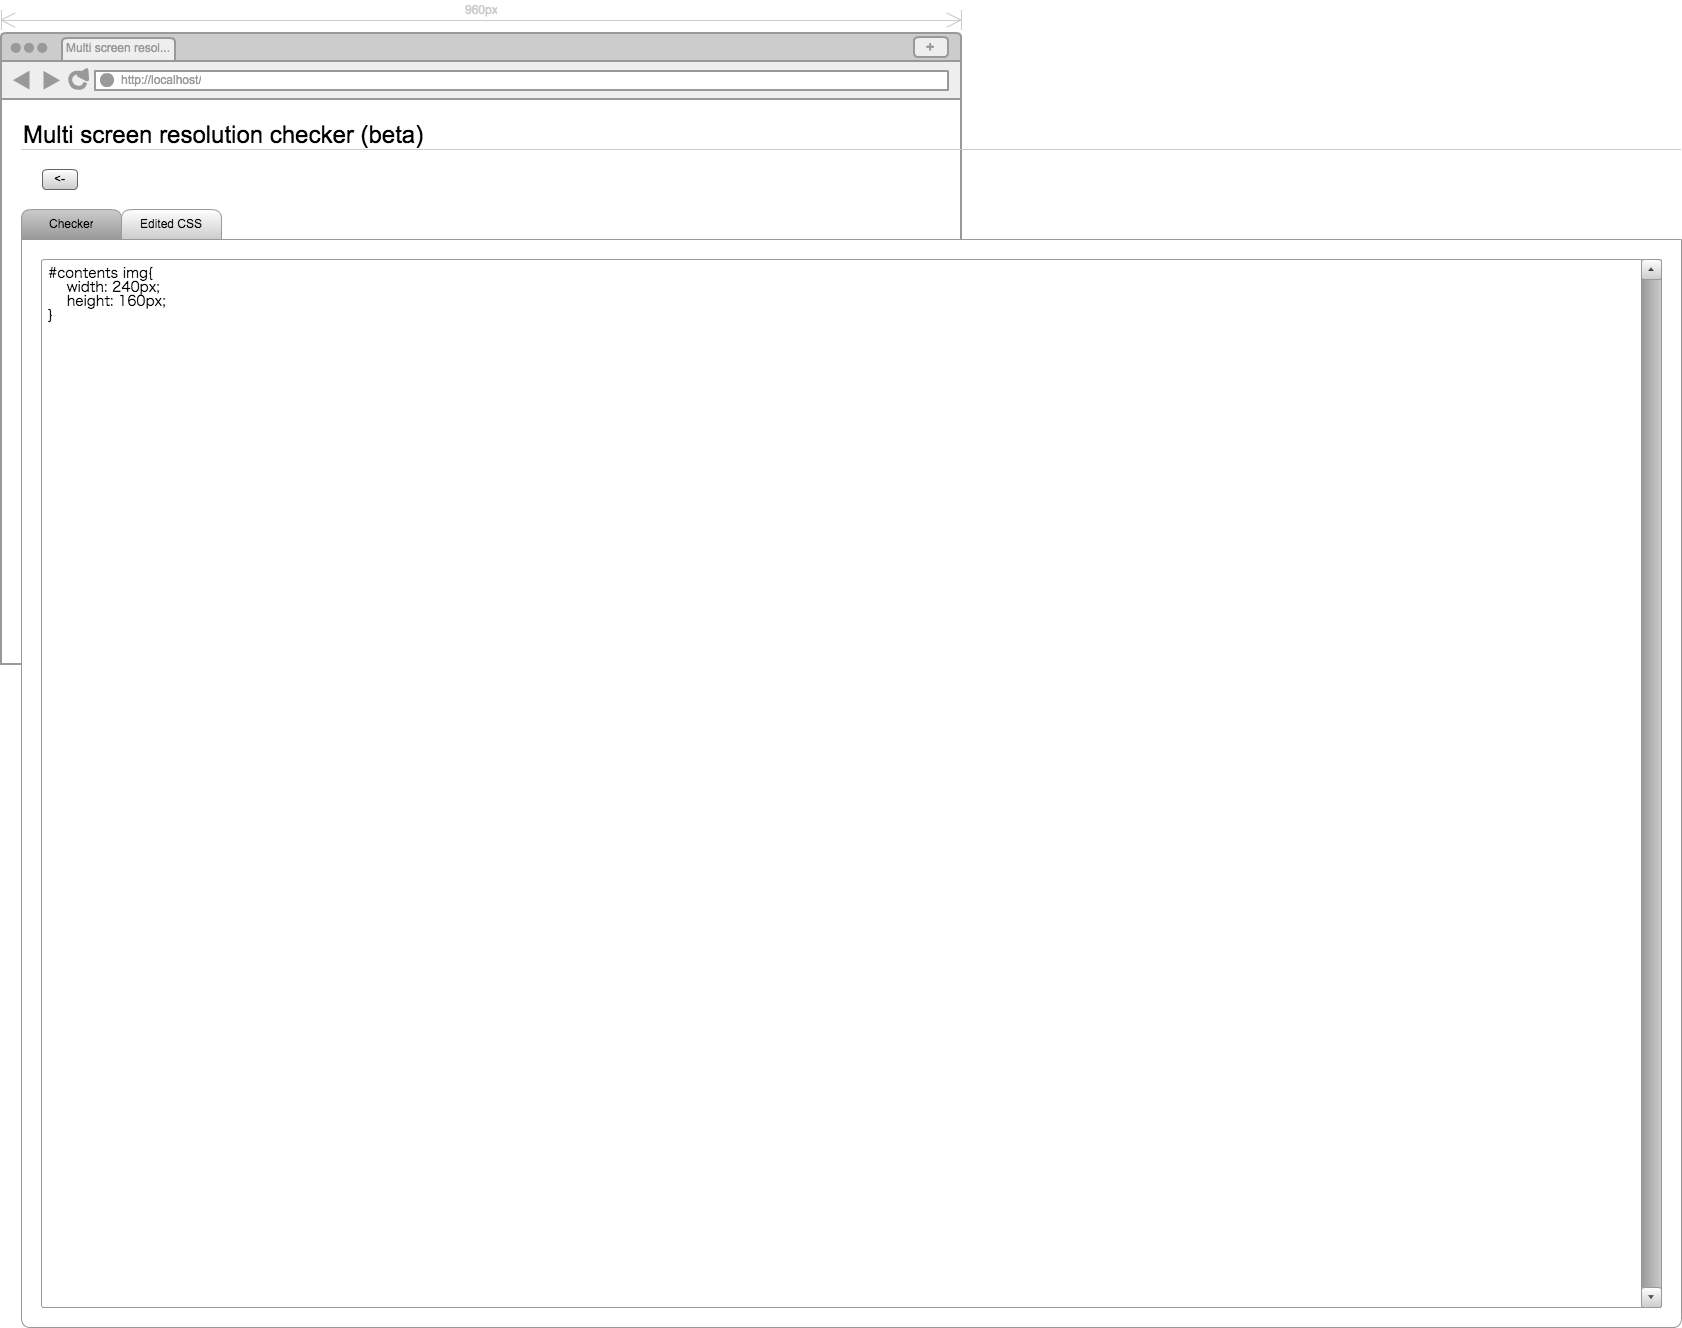 960px
Multi screen resol...
+
http://localhost/
Multi screen resolution checker (beta)
<-
Checker
Edited CSS
#contents img{
    width: 240px;
    height: 160px;
}